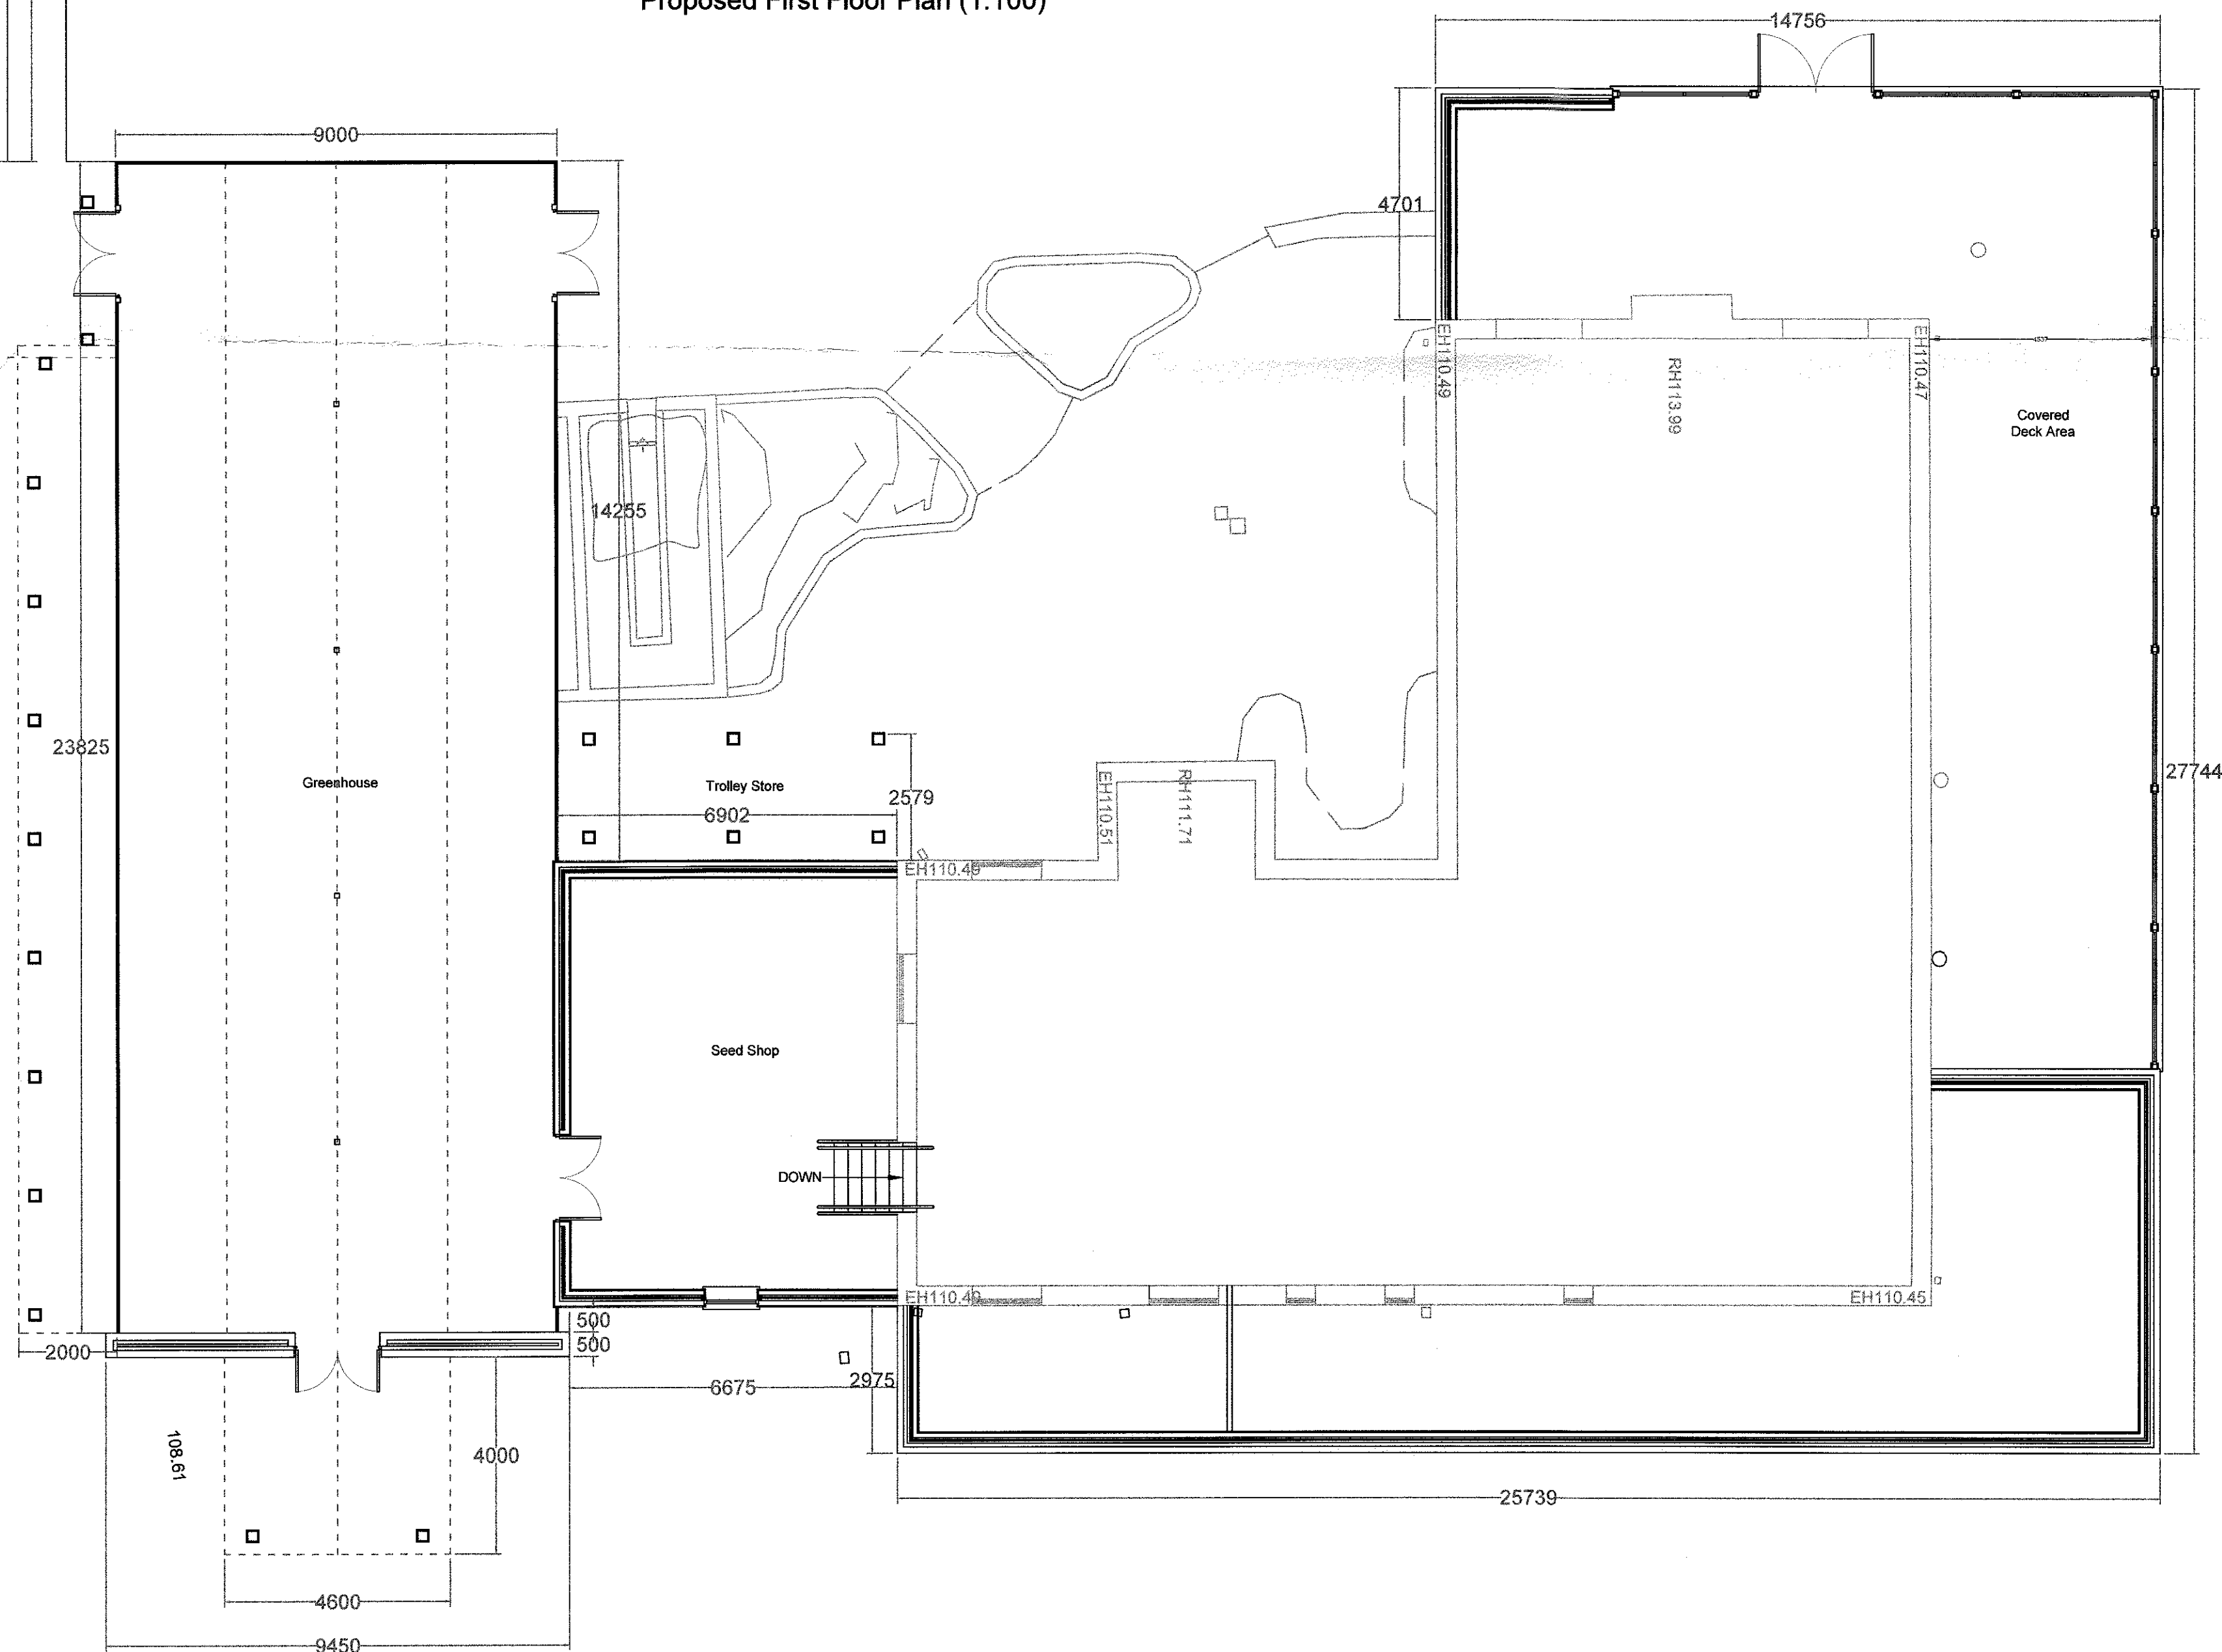 Proposed First Floor Plan (1:100)
14756
9000
4701
EH110.49
RH113.99
EH110.47
Covered
Deck Area
14255
23825
Greenhouse
Trolley Store
6902
2579
EH110.51
RH111.71
27744
EH110.49
Seed Shop
DOWN
EH110.49
EH110.45
500
500
2000
6675
2975
108.61
4000
25739
4600
9450